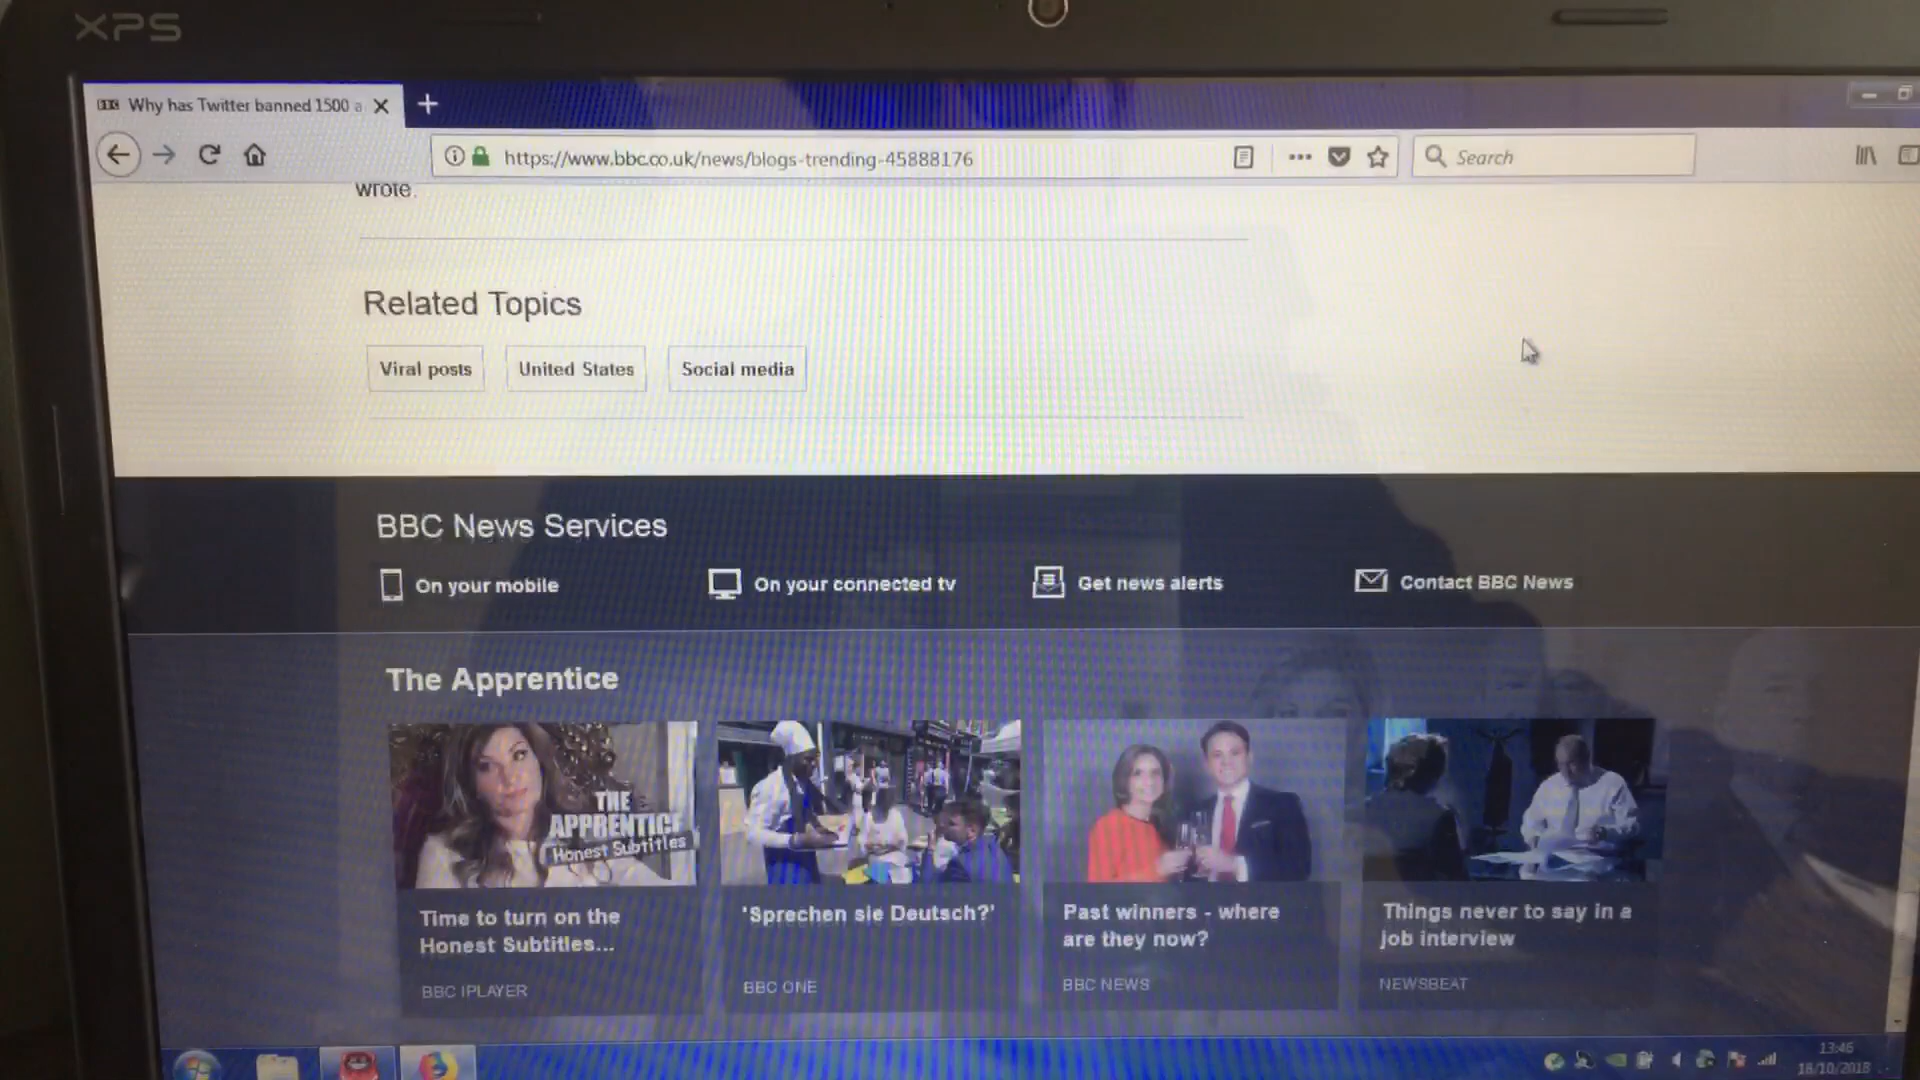 XPS
Why has Twitter banned 1500 a
https://www.bbc.co.uk/news/blogs-trending-45888176
Search
wrote.
Related Topics
Viral posts
United States
Social media
BBC News Services
On your mobile
On your connected tv
Get news alerts
Contact BBC News
The Apprentice
THE
APPRENTICE
Honest Subtitles
Time to turn on the
Honest Subtitles...
BBC IPLAYER
'Sprechen sie Deutsch?'
BBC ONE
Past winners - where
are they now?
BBC NEWS
Things never to say in a
job interview
NEWSBEAT
13:46
18/10/2018